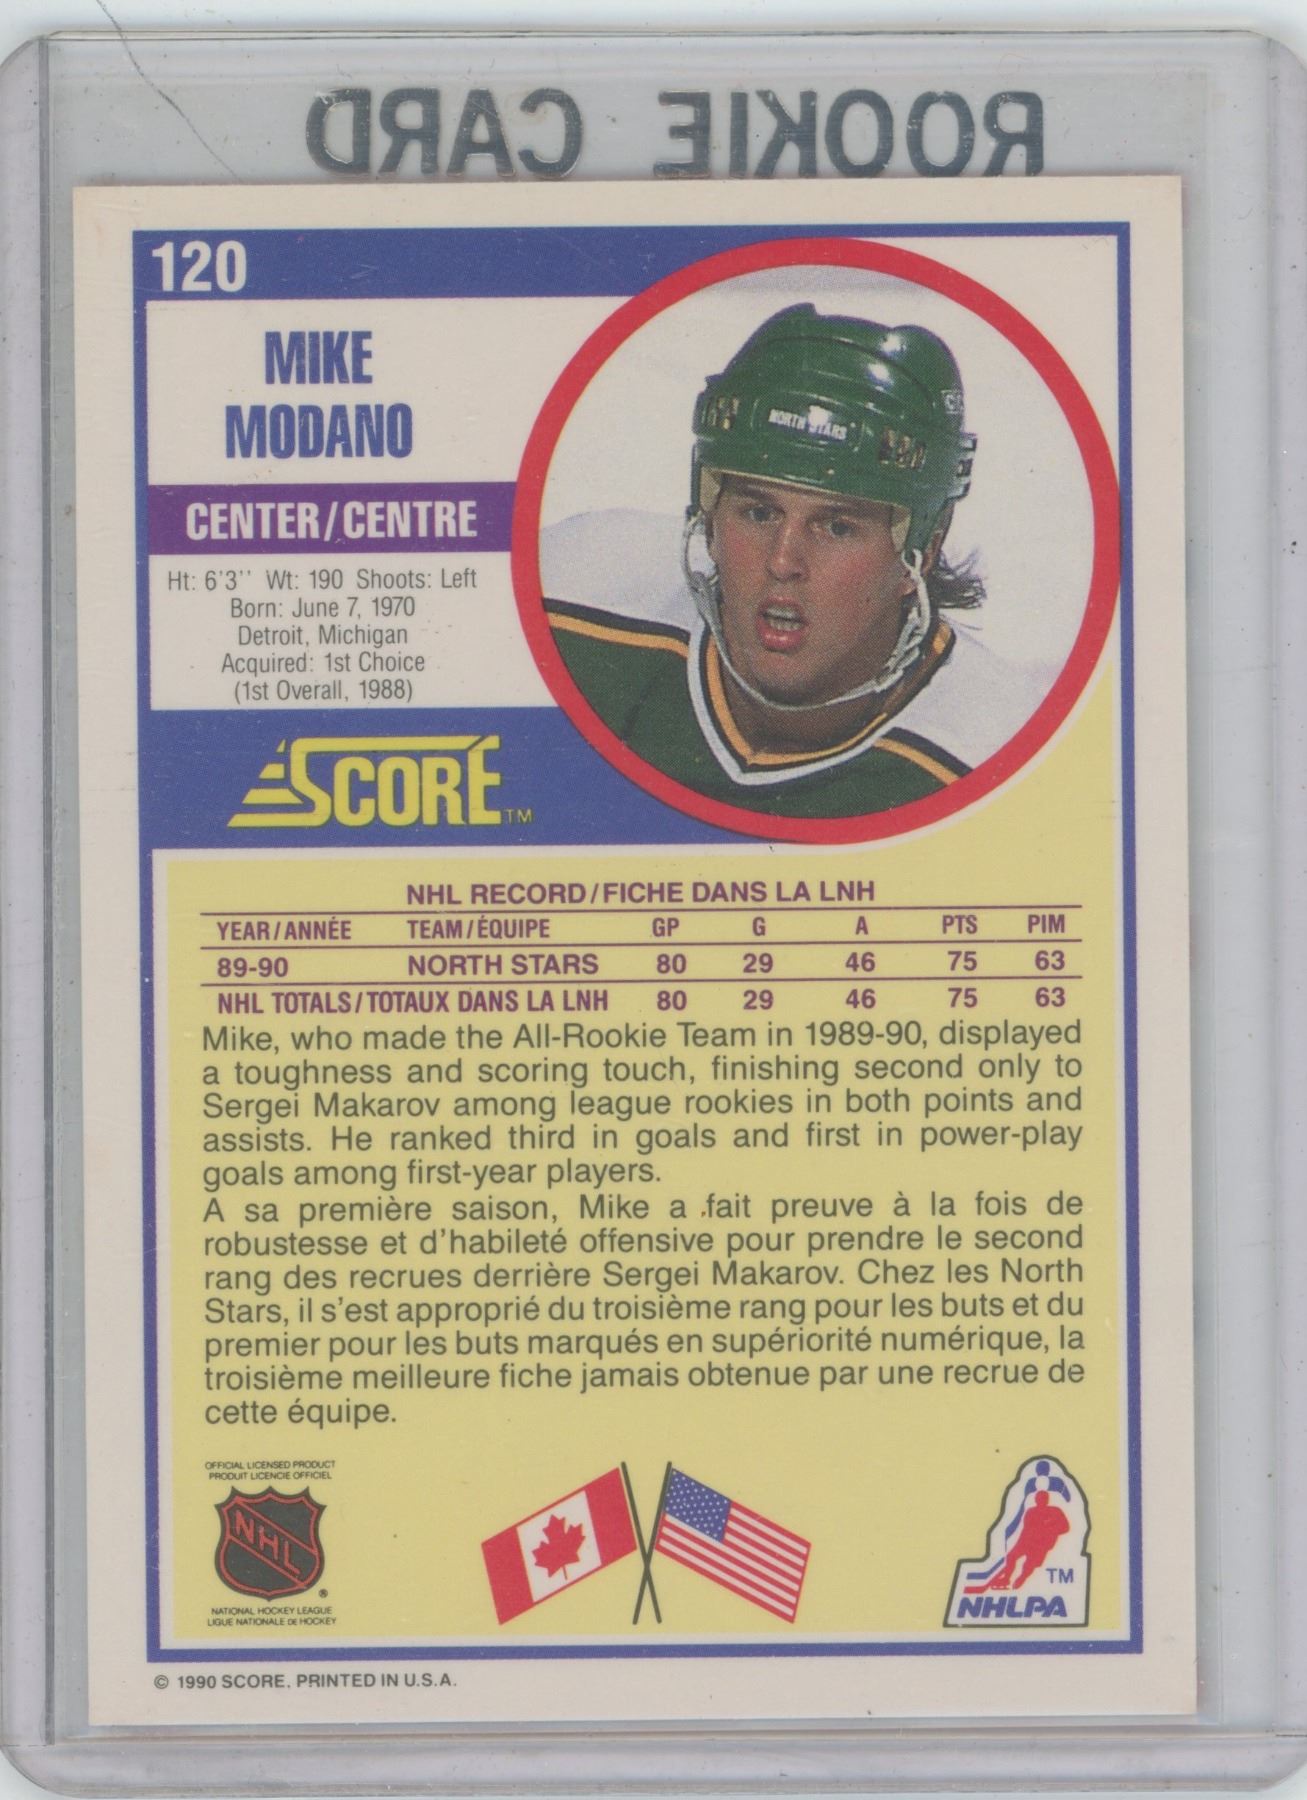 ROOKIE CARD
120
MIKE
MODANO
CENTER/CENTRE
Ht: 6'3'' Wt: 190 Shoots: Left
Born: June 7, 1970
Detroit, Michigan
Acquired: 1st Choice
(1st Overall, 1988)
NORTH STARS
SCORE TM
NHL RECORD/FICHE DANS LA LNH
YEAR/ANNÉE TEAM/ÉQUIPE GP G A PTS PIM
89-90 NORTH STARS 80 29 46 75 63
NHL TOTALS/TOTAUX DANS LA LNH 80 29 46 75 63
Mike, who made the All-Rookie Team in 1989-90, displayed
a toughness and scoring touch, finishing second only to
Sergei Makarov among league rookies in both points and
assists. He ranked third in goals and first in power-play
goals among first-year players.
A sa première saison, Mike a fait preuve à la fois de
robustesse et d'habileté offensive pour prendre le second
rang des recrues derrière Sergei Makarov. Chez les North
Stars, il s'est approprié du troisième rang pour les buts et du
premier pour les buts marqués en supériorité numérique, la
troisième meilleure fiche jamais obtenue par une recrue de
cette équipe.
OFFICIAL LICENSED PRODUCT
PRODUIT LICENCIE OFFICIEL
NHL
®
NATIONAL HOCKEY LEAGUE
LIGUE NATIONALE DE HOCKEY
TM
NHLPA
© 1990 SCORE. PRINTED IN U.S.A.